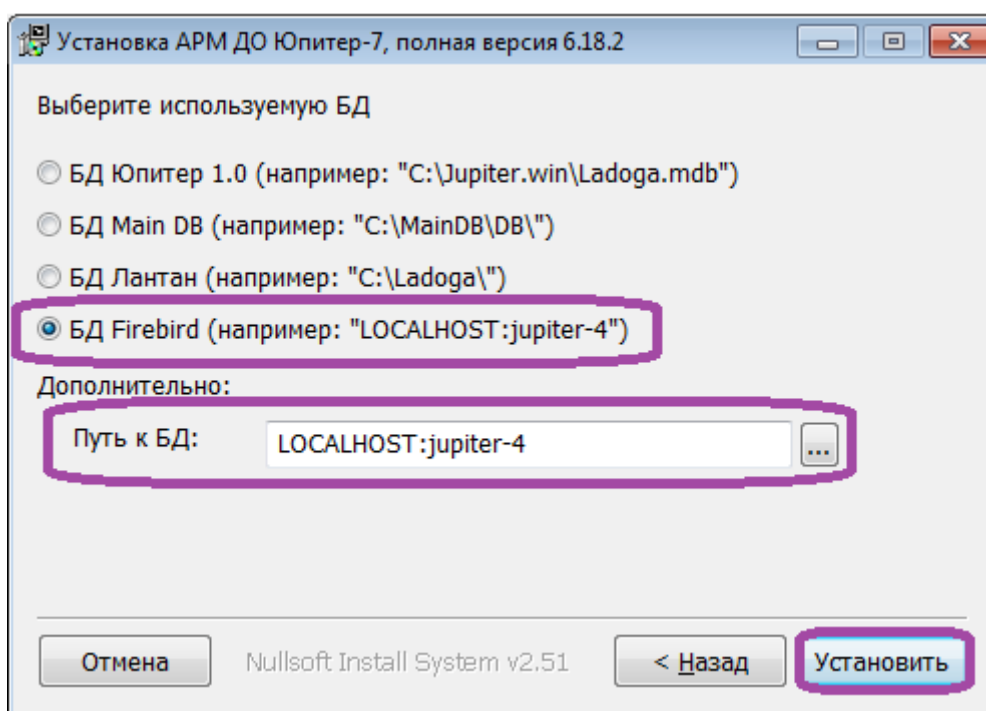 Установка АРМ ДО Юпитер-7, полная версия 6.18.2
Выберите используемую БД
БД Юпитер 1.0 (например: "C:\Jupiter.win\Ladoga.mdb")
БД Main DB (например: "C:\MainDB\DB\")
БД Лантан (например: "C:\Ladoga\")
БД Firebird (например: "LOCALHOST:jupiter-4")
Дополнительно:
Путь к БД: LOCALHOST:jupiter-4 ...
Отмена Nullsoft Install System v2.51 < Назад Установить